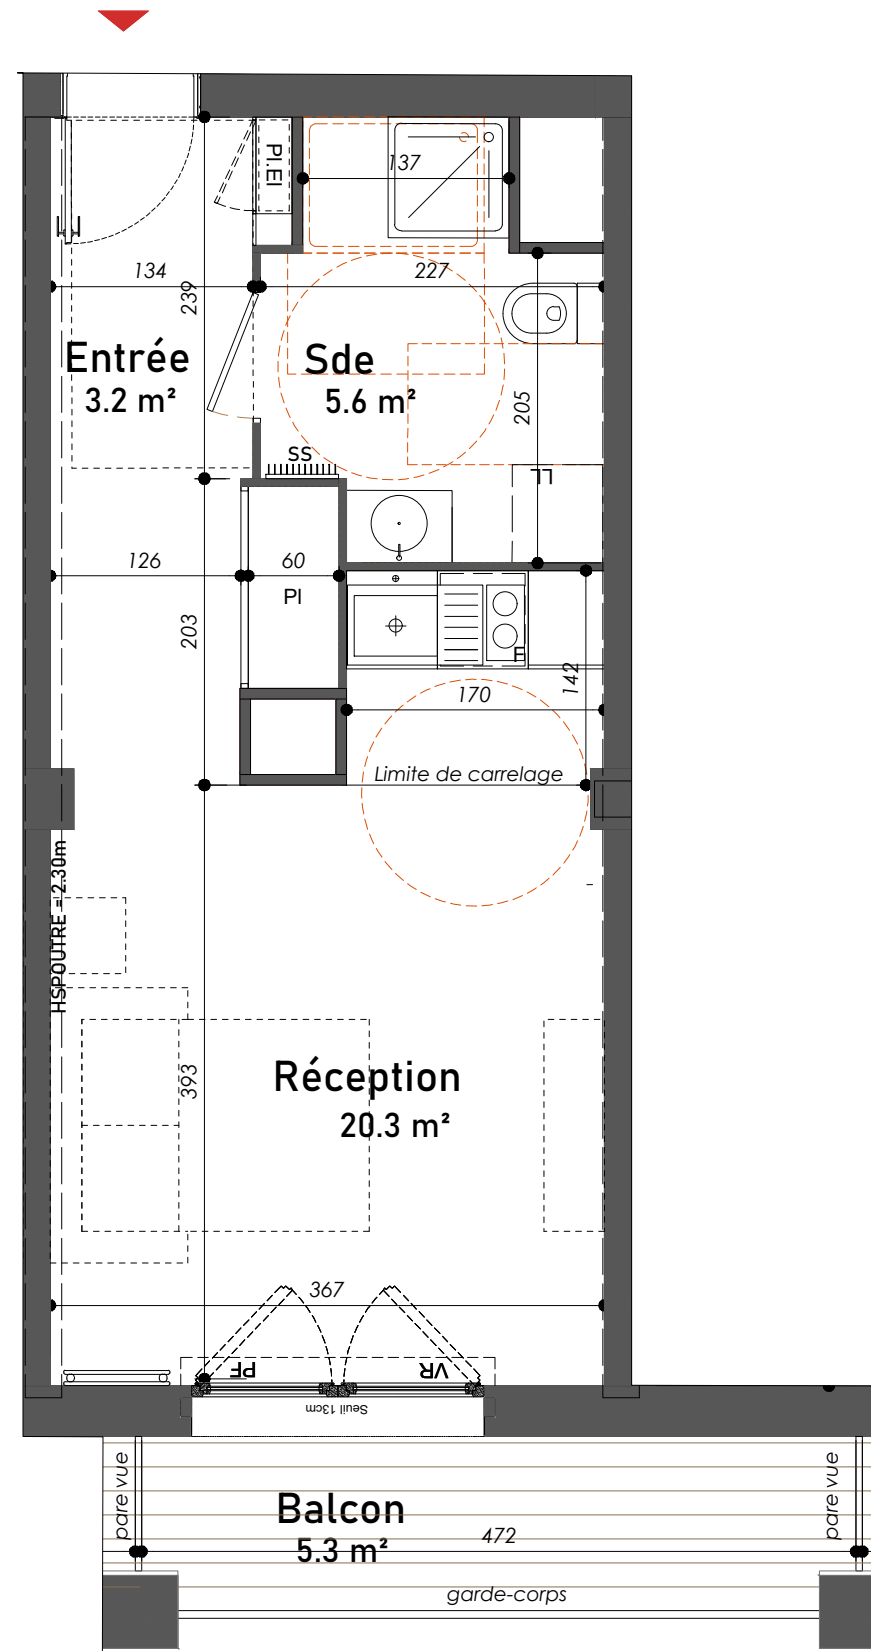 PI.EI
137
134
239
227
Entrée
3.2 m²
Sde
5.6 m²
205
SS
LL
126
60
PI
203
F
142
170
Limite de carrelage
HSPOUTRE = 2.30m
393
Réception
20.3 m²
367
PF
VR
Seuil 13cm
pare vue
pare vue
Balcon
5.3 m²
472
garde-corps